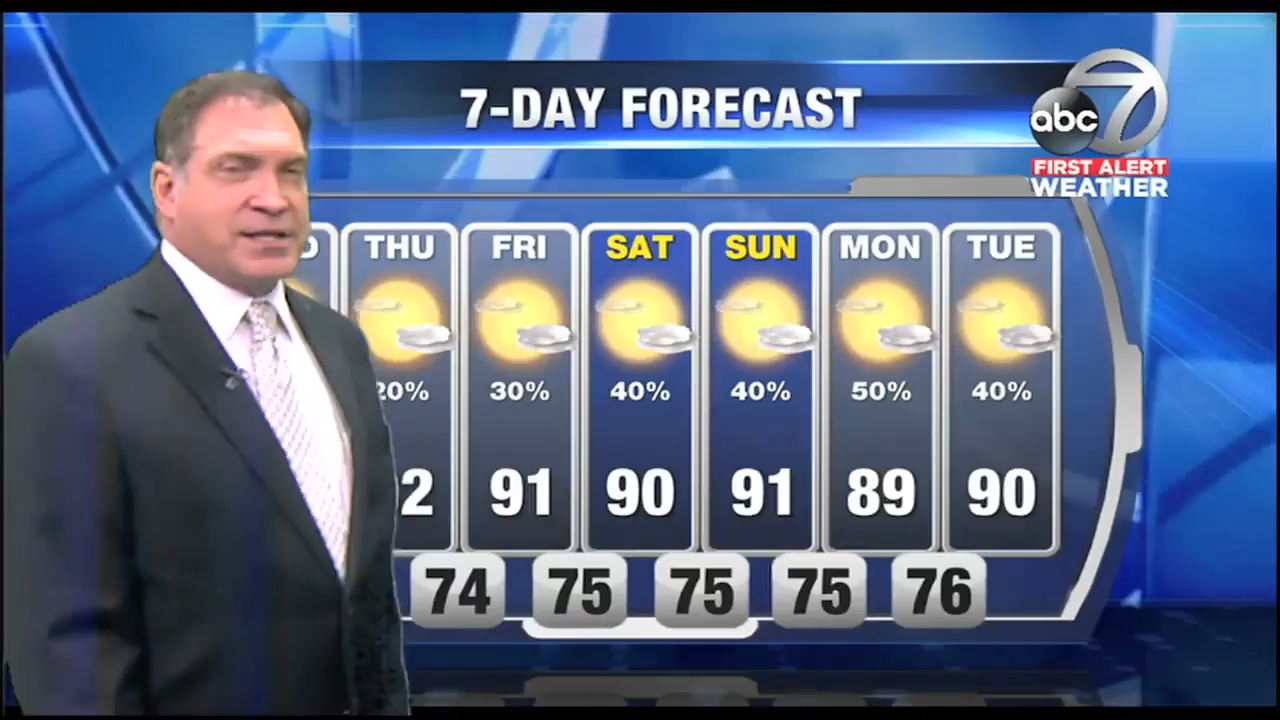 7-DAY FORECAST
abc 7
FIRST ALERT
WEATHER
D THU FRI SAT SUN MON TUE
20% 30% 40% 40% 50% 40%
2 91 90 91 89 90
74 75 75 75 76